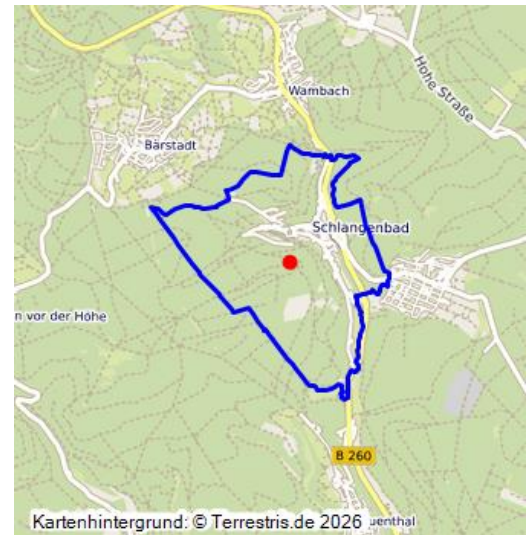 Hohe Straße
Wambach
Bärstadt
Schlangenbad
n vor der Höhe
B 260
uenthal
Kartenhintergrund: © Terrestris.de 2026